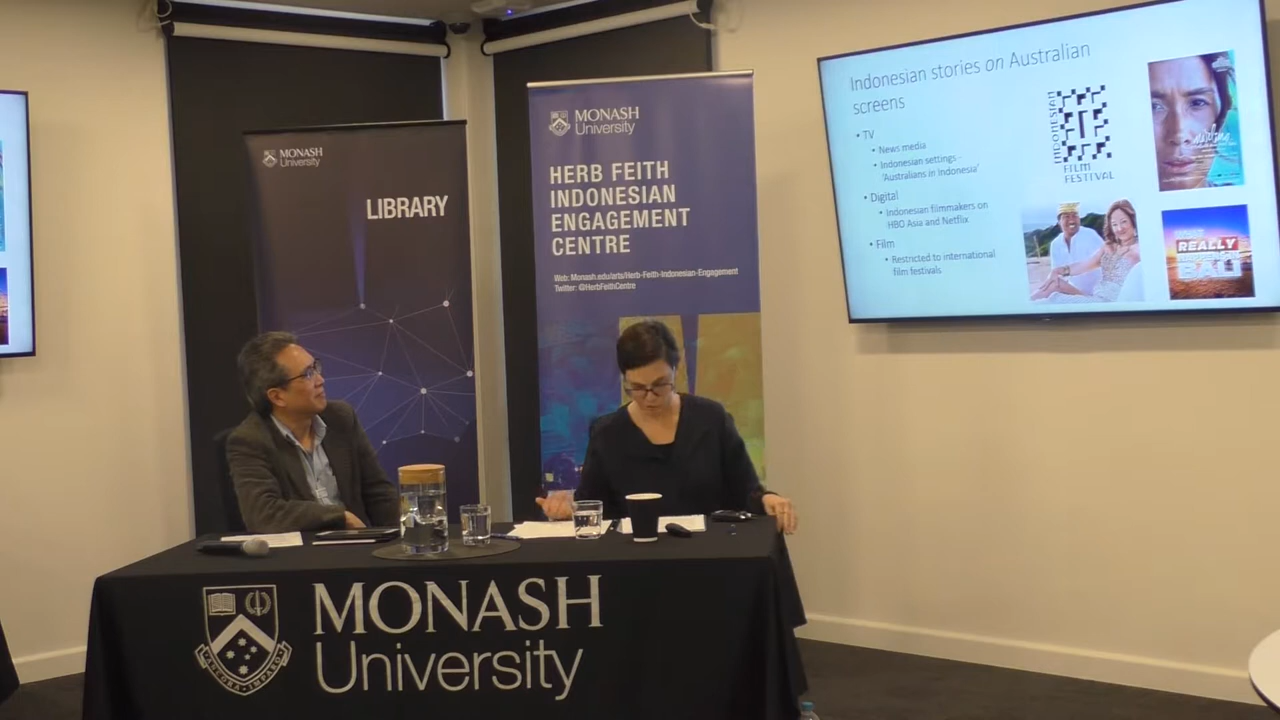 MONASH
University
LIBRARY
MONASH
University
HERB FEITH
INDONESIAN
ENGAGEMENT
CENTRE
Web: Monash.edu/arts/Herb-Feith-Indonesian-Engagement
Twitter: @HerbFeithCentre
Indonesian stories on Australian
screens
• TV
• News media
• Indonesian settings -
'Australians in Indonesia'
• Digital
• Indonesian filmmakers on
HBO Asia and Netflix
• Film
• Restricted to international
film festivals
INDONESIAN
FILM
FESTIVAL
REALLY
BALI
MONASH
University